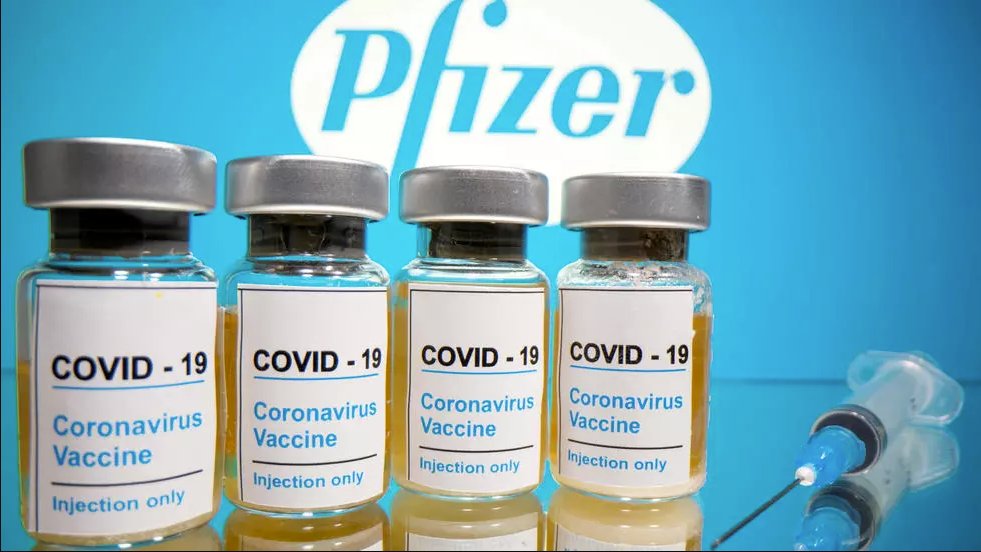 Pfizer
COVID - 19
Coronavirus
Vaccine
Injection only
COVID - 19
Coronavirus
Vaccine
Injection only
COVID - 19
Coronavirus
Vaccine
Injection only
COVID - 19
Coronavirus
Vaccine
Injection only